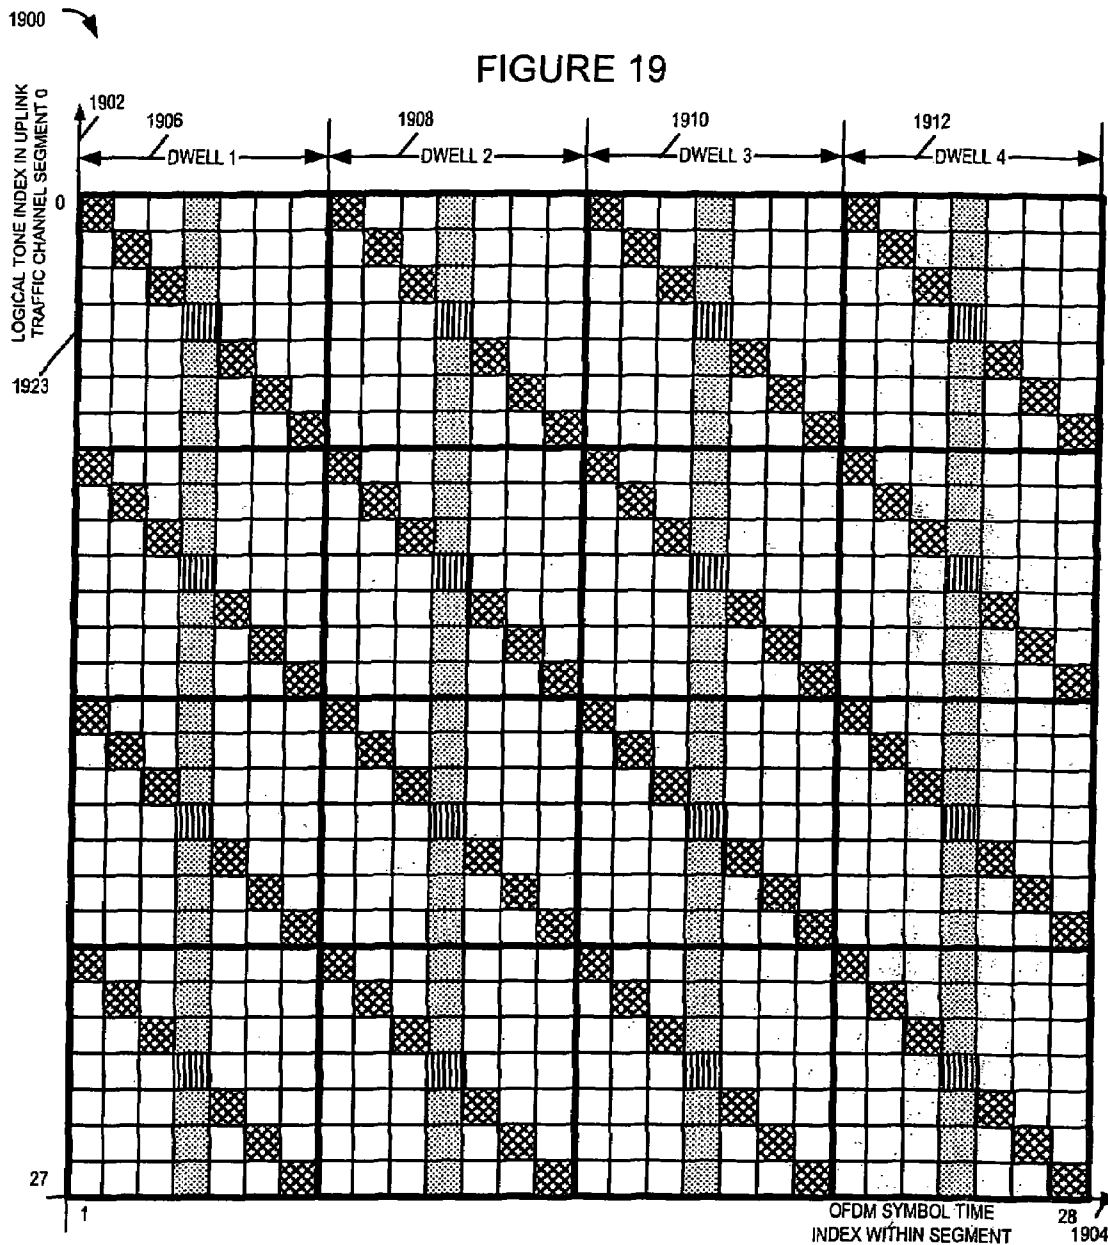 1900
FIGURE 19
LOGICAL TONE INDEX IN UPLINK
TRAFFIC CHANNEL SEGMENT 0
1902
1906
1908
1910
1912
DWELL 1
DWELL 2
DWELL 3
DWELL 4
0
1923
27
1
OFDM SYMBOL TIME
INDEX WITHIN SEGMENT
28
1904